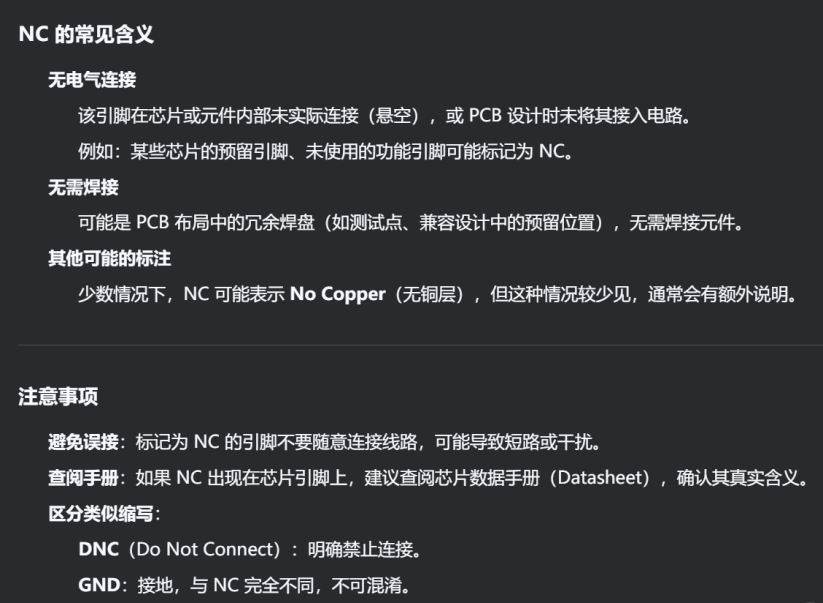 NC 的常见含义
无电气连接
该引脚在芯片或元件内部未实际连接（悬空），或 PCB 设计时未将其接入电路。
例如：某些芯片的预留引脚、未使用的功能引脚可能标记为 NC。
无需焊接
可能是 PCB 布局中的冗余焊盘（如测试点、兼容设计中的预留位置），无需焊接元件。
其他可能的标注
少数情况下，NC 可能表示 No Copper（无铜层），但这种情况较少见，通常会有额外说明。
注意事项
避免误接：标记为 NC 的引脚不要随意连接线路，可能导致短路或干扰。
查阅手册：如果 NC 出现在芯片引脚上，建议查阅芯片数据手册（Datasheet），确认其真实含义。
区分类似缩写：
DNC（Do Not Connect）：明确禁止连接。
GND：接地，与 NC 完全不同，不可混淆。